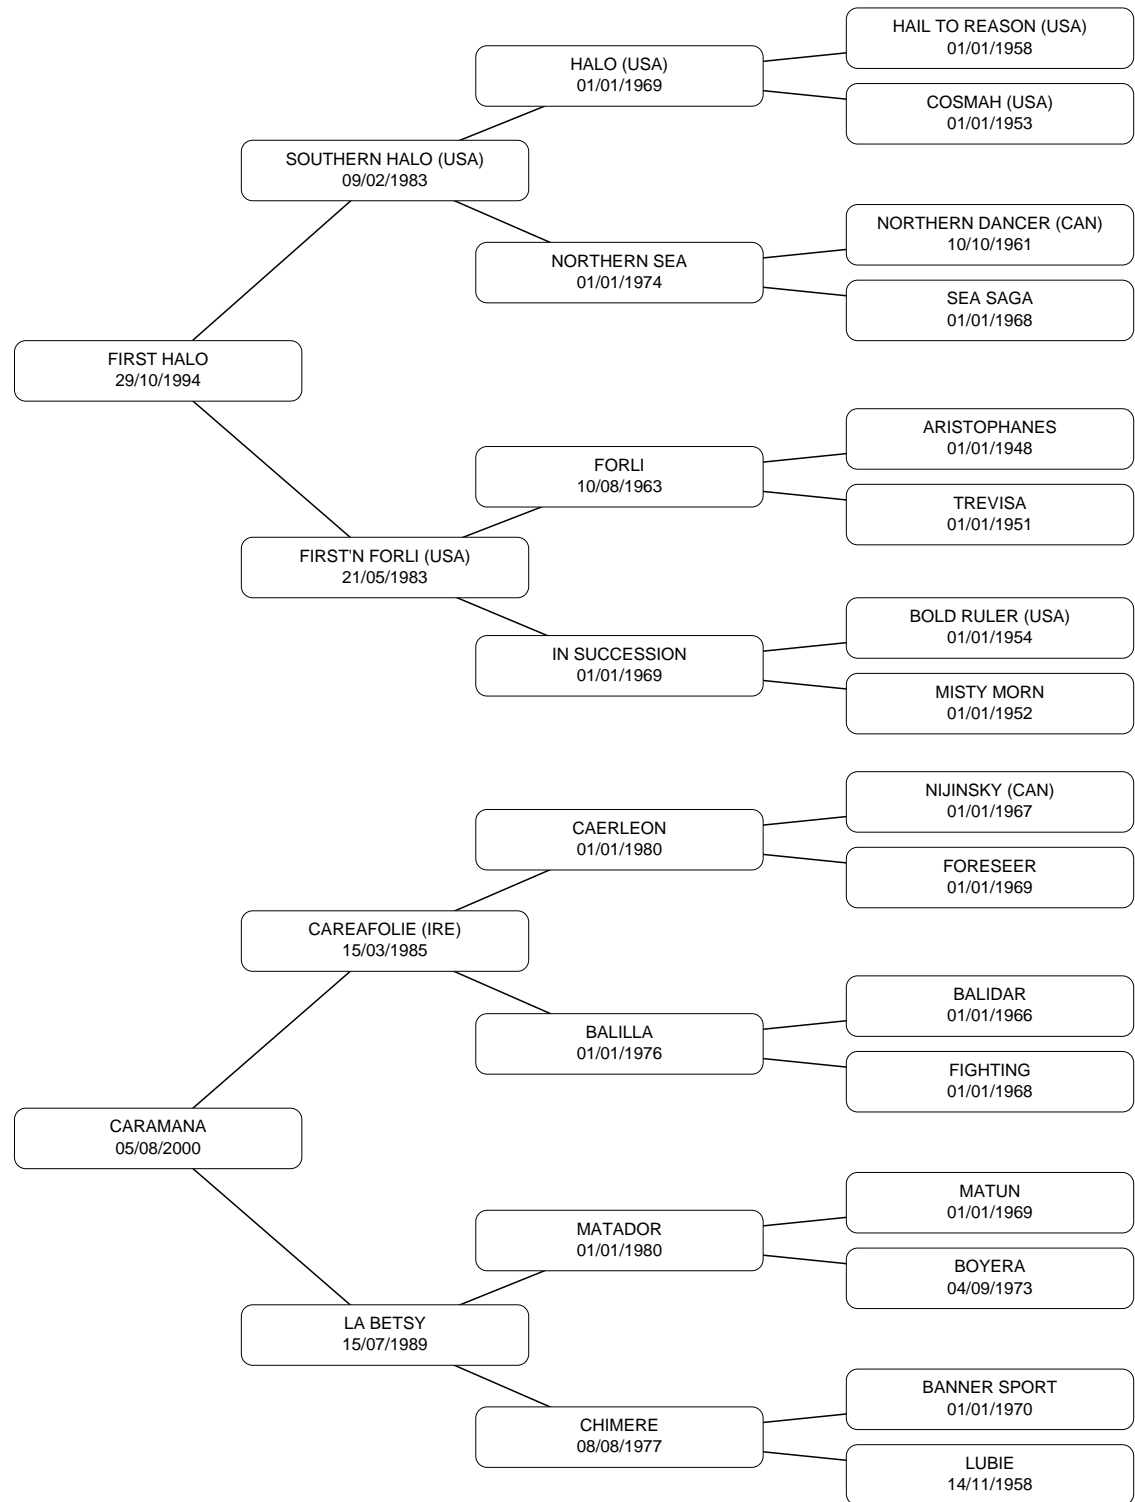 HAIL TO REASON (USA)
01/01/1958
HALO (USA)
01/01/1969
COSMAH (USA)
01/01/1953
SOUTHERN HALO (USA)
09/02/1983
NORTHERN DANCER (CAN)
10/10/1961
NORTHERN SEA
01/01/1974
SEA SAGA
01/01/1968
FIRST HALO
29/10/1994
ARISTOPHANES
01/01/1948
FORLI
10/08/1963
TREVISA
01/01/1951
FIRST'N FORLI (USA)
21/05/1983
BOLD RULER (USA)
01/01/1954
IN SUCCESSION
01/01/1969
MISTY MORN
01/01/1952
NIJINSKY (CAN)
01/01/1967
CAERLEON
01/01/1980
FORESEER
01/01/1969
CAREAFOLIE (IRE)
15/03/1985
BALIDAR
01/01/1966
BALILLA
01/01/1976
FIGHTING
01/01/1968
CARAMANA
05/08/2000
MATUN
01/01/1969
MATADOR
01/01/1980
BOYERA
04/09/1973
LA BETSY
15/07/1989
BANNER SPORT
01/01/1970
CHIMERE
08/08/1977
LUBIE
14/11/1958